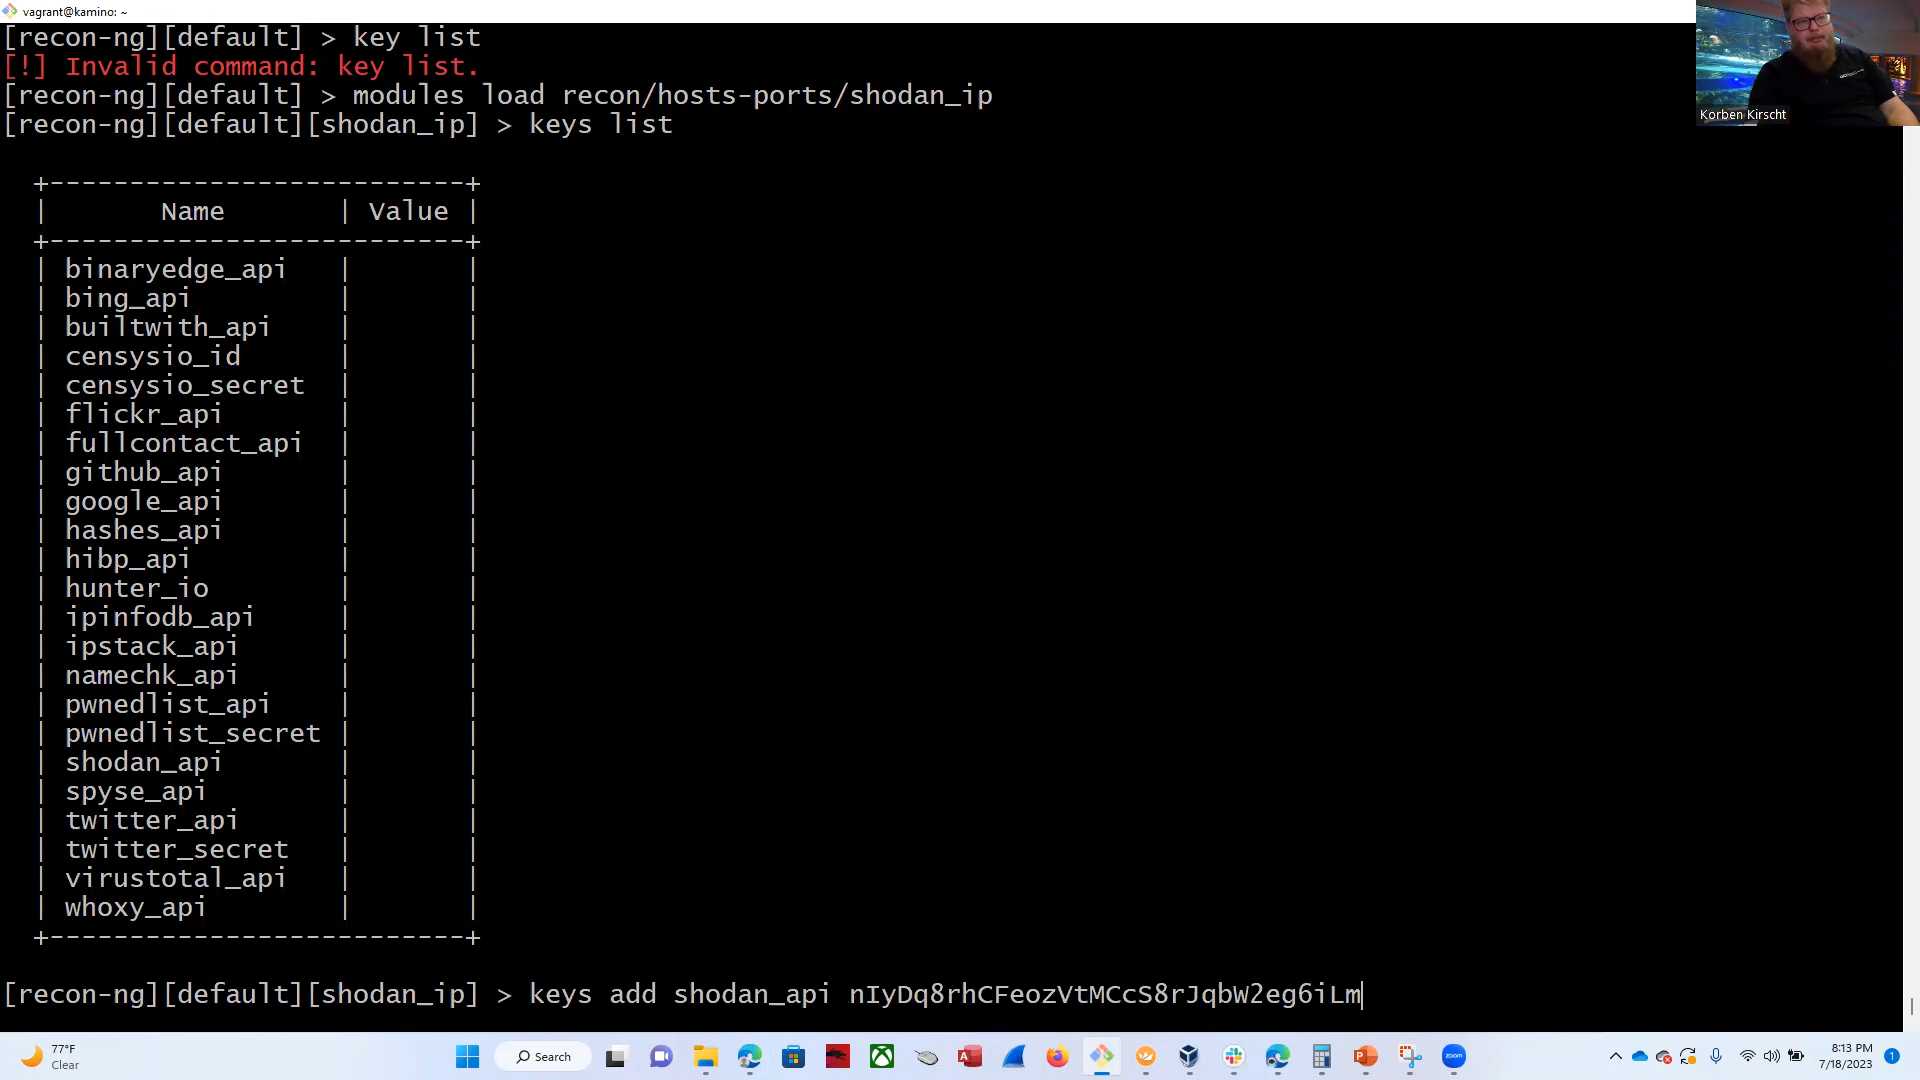 vagrant@kamino: ~
[recon-ng][default] > key list
[!] Invalid command: key list.
[recon-ng][default] > modules load recon/hosts-ports/shodan_ip
[recon-ng][default][shodan_ip] > keys list
+--------------------------+
| Name | Value |
+--------------------------+
| binaryedge_api | |
| bing_api | |
| builtwith_api | |
| censysio_id | |
| censysio_secret | |
| flickr_api | |
| fullcontact_api | |
| github_api | |
| google_api | |
| hashes_api | |
| hibp_api | |
| hunter_io | |
| ipinfodb_api | |
| ipstack_api | |
| namechk_api | |
| pwnedlist_api | |
| pwnedlist_secret | |
| shodan_api | |
| spyse_api | |
| twitter_api | |
| twitter_secret | |
| virustotal_api | |
| whoxy_api | |
+--------------------------+
[recon-ng][default][shodan_ip] > keys add shodan_api nIyDq8rhCFeozVtMCcS8rJqbW2eg6iLm
Korben Kirscht
77°F
Clear
Search
zoom
8:13 PM
7/18/2023
1